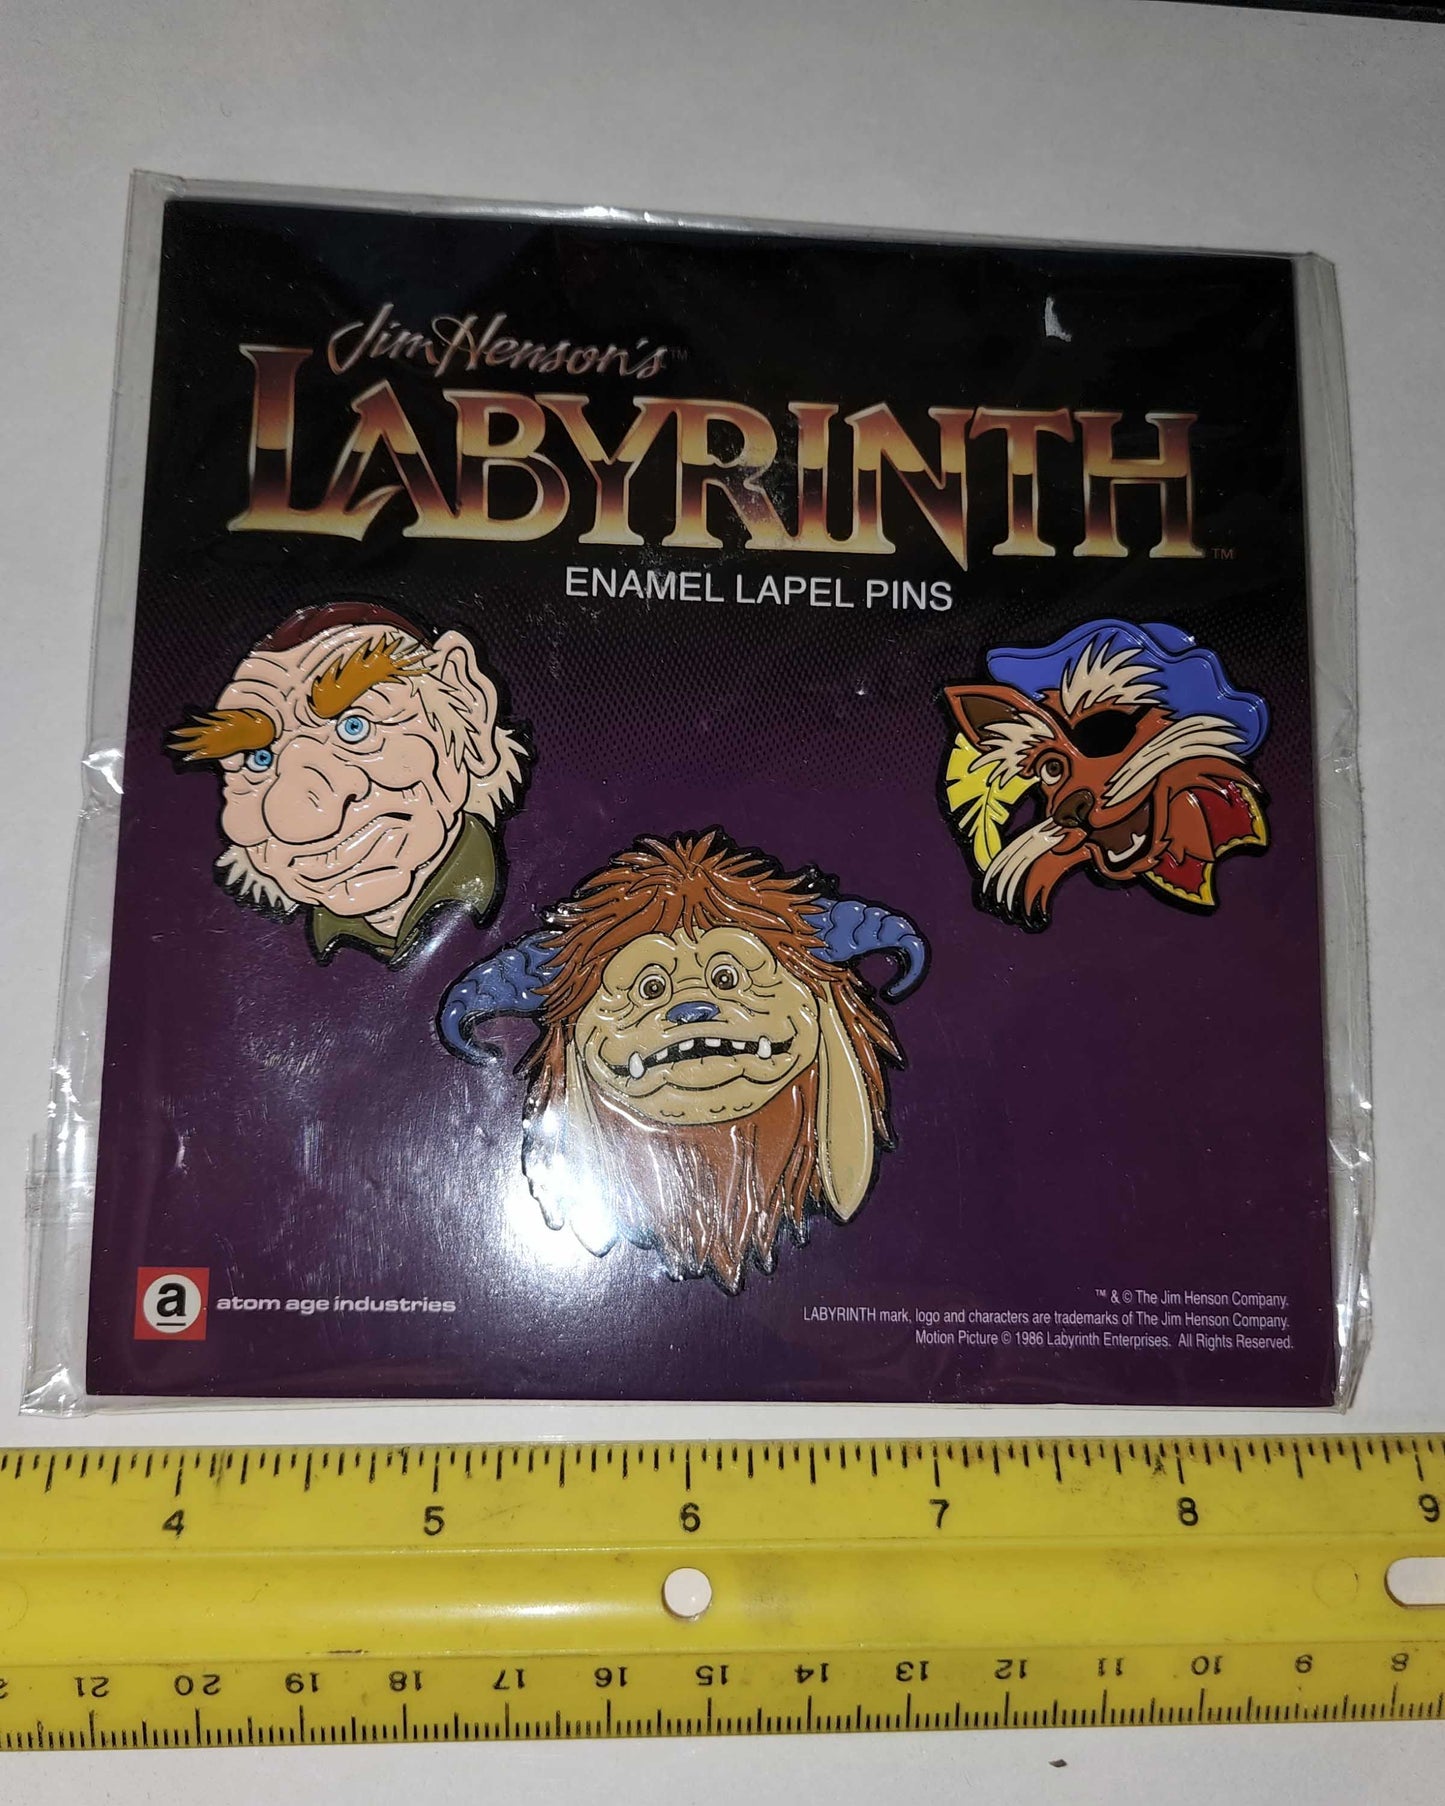 Jim Henson's™
LABYRINTH™
ENAMEL LAPEL PINS
a atom age industries
™ & © The Jim Henson Company.
LABYRINTH mark, logo and characters are trademarks of The Jim Henson Company.
Motion Picture © 1986 Labyrinth Enterprises. All Rights Reserved.
4 5 6 7 8 9
21 20 19 18 17 16 15 14 13 12 11 10 9 8